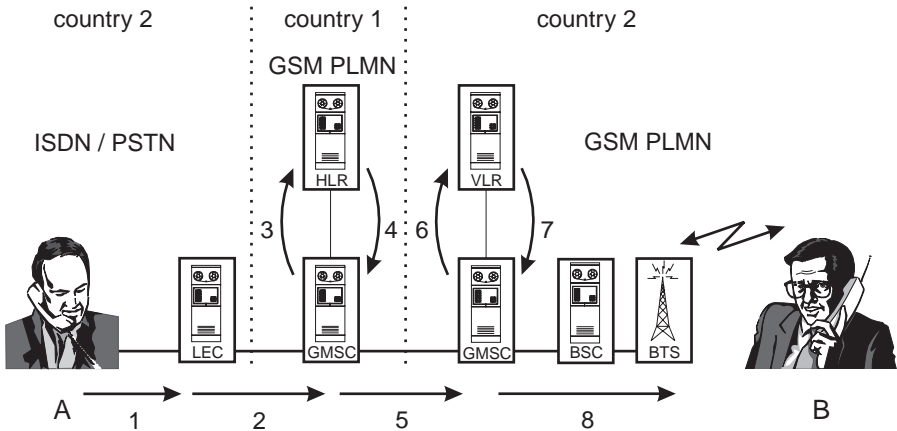 country 2
country 1
country 2
GSM PLMN
ISDN / PSTN
GSM PLMN
HLR
VLR
3
4
6
7
LEC
GMSC
GMSC
BSC
BTS
A
1
2
5
8
B